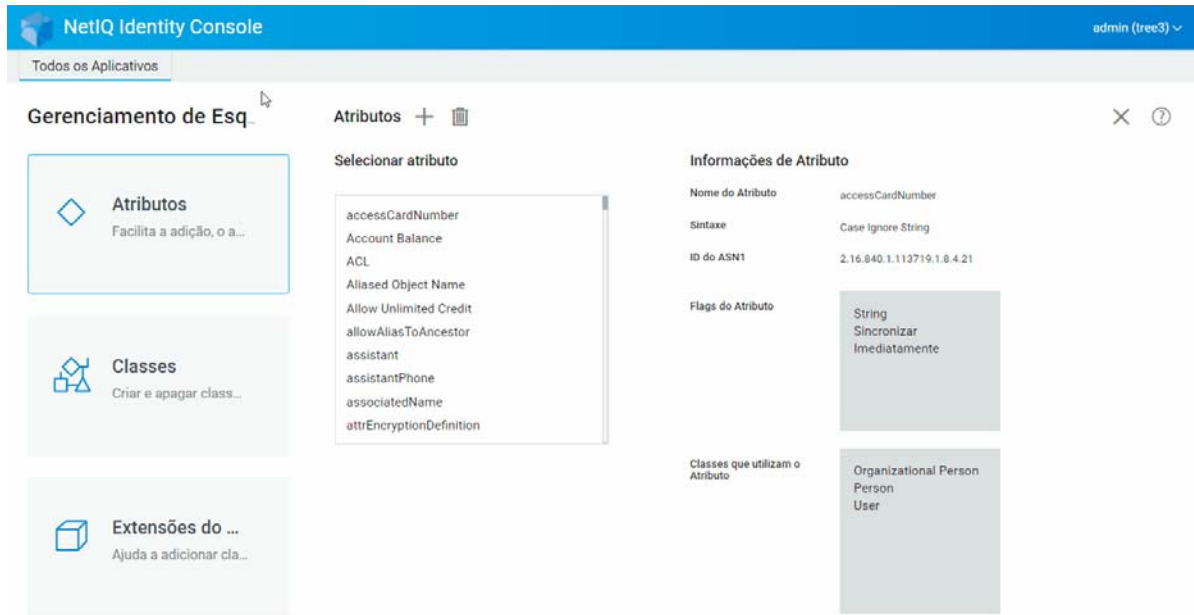 NetIQ Identity Console
admin (tree3)
Todos os Aplicativos
Gerenciamento de Esq...
Atributos
Facilita a adição, o a...
Classes
Criar e apagar class...
Extensões do ...
Ajuda a adicionar cla...
Atributos
Selecionar atributo
accessCardNumber
Account Balance
ACL
Aliased Object Name
Allow Unlimited Credit
allowAliasToAncestor
assistant
assistantPhone
associatedName
attrEncryptionDefinition
Informações de Atributo
Nome do Atributo accessCardNumber
Sintaxe Case Ignore String
ID do ASN1 2.16.840.1.113719.1.8.4.21
Flags do Atributo
String
Sincronizar
Imediatamente
Classes que utilizam o
Atributo
Organizational Person
Person
User